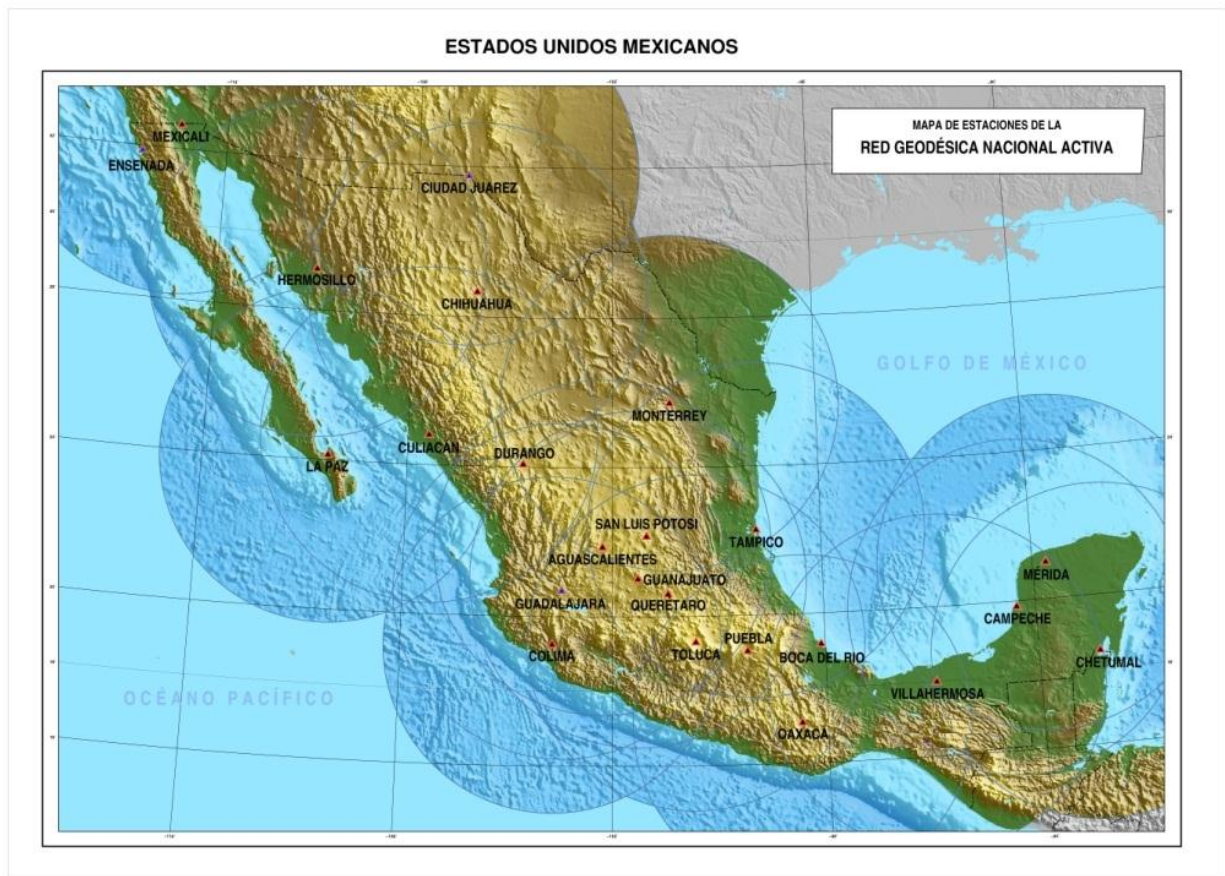 ESTADOS UNIDOS MEXICANOS
MAPA DE ESTACIONES DE LA
RED GEODÉSICA NACIONAL ACTIVA
MEXICALI
ENSENADA
CIUDAD JUAREZ
HERMOSILLO
CHIHUAHUA
GOLFO DE MÉXICO
MONTERREY
CULIACAN
DURANGO
LA PAZ
SAN LUIS POTOSI
TAMPICO
AGUASCALIENTES
MÉRIDA
GUANAJUATO
GUADALAJARA
QUERETARO
CAMPECHE
PUEBLA
COLIMA
TOLUCA
BOCA DEL RIO
CHETUMAL
VILLAHERMOSA
OCÉANO PACÍFICO
OAXACA